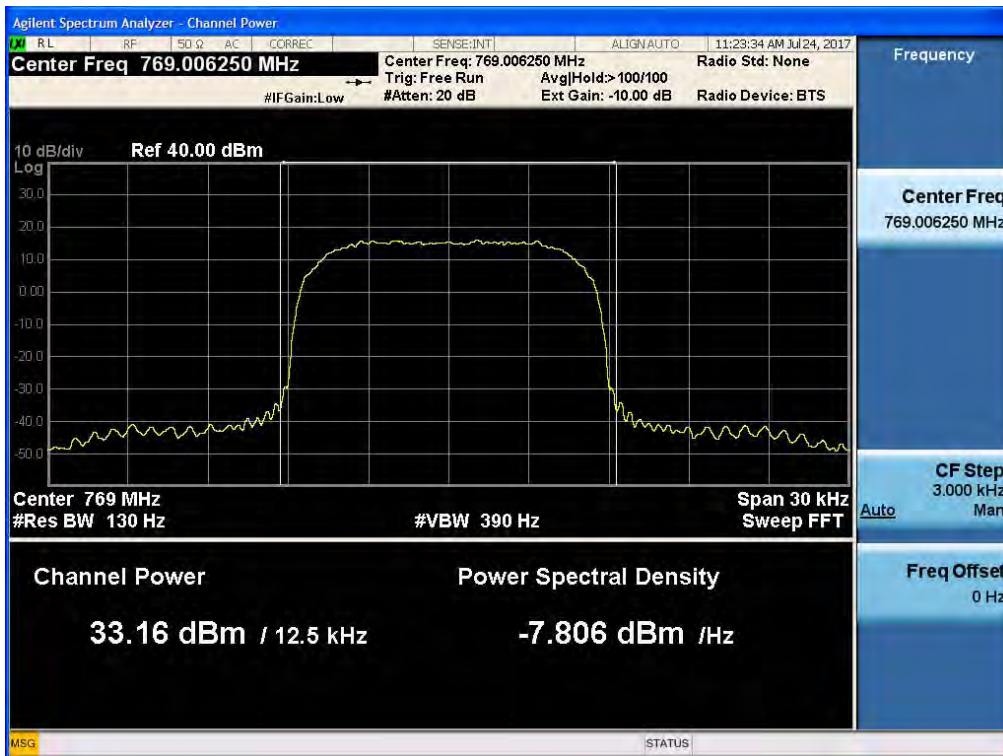 Agilent Spectrum Analyzer - Channel Power
LXI RL RF 50 Ω AC CORREC SENSE:INT ALIGN AUTO 11:23:34 AM Jul 24, 2017
Center Freq 769.006250 MHz
Center Freq: 769.006250 MHz Radio Std: None
Trig: Free Run Avg|Hold:>100/100
#IFGain:Low #Atten: 20 dB Ext Gain: -10.00 dB Radio Device: BTS
10 dB/div Ref 40.00 dBm
Log
30.0
20.0
10.0
0.00
-10.0
-20.0
-30.0
-40.0
-50.0
Center 769 MHz Span 30 kHz
#Res BW 130 Hz #VBW 390 Hz Sweep FFT
Channel Power Power Spectral Density
33.16 dBm / 12.5 kHz -7.806 dBm /Hz
MSG STATUS
Frequency
Center Freq
769.006250 MHz
CF Step
3.000 kHz
Auto Man
Freq Offset
0 Hz